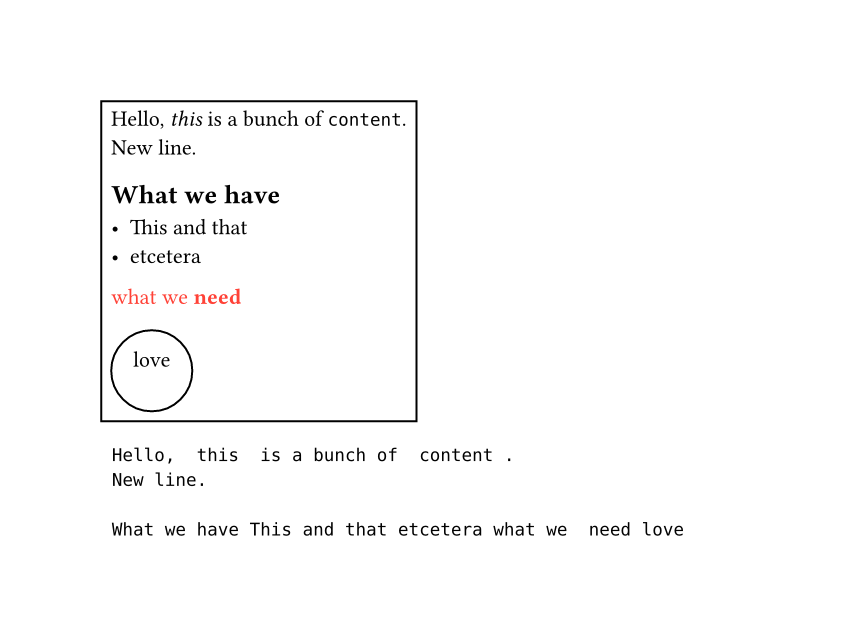 Hello, this is a bunch of content.
New line.
What we have
• This and that
• etcetera
what we need
love
Hello,  this  is a bunch of  content .
New line.
What we have This and that etcetera what we  need love